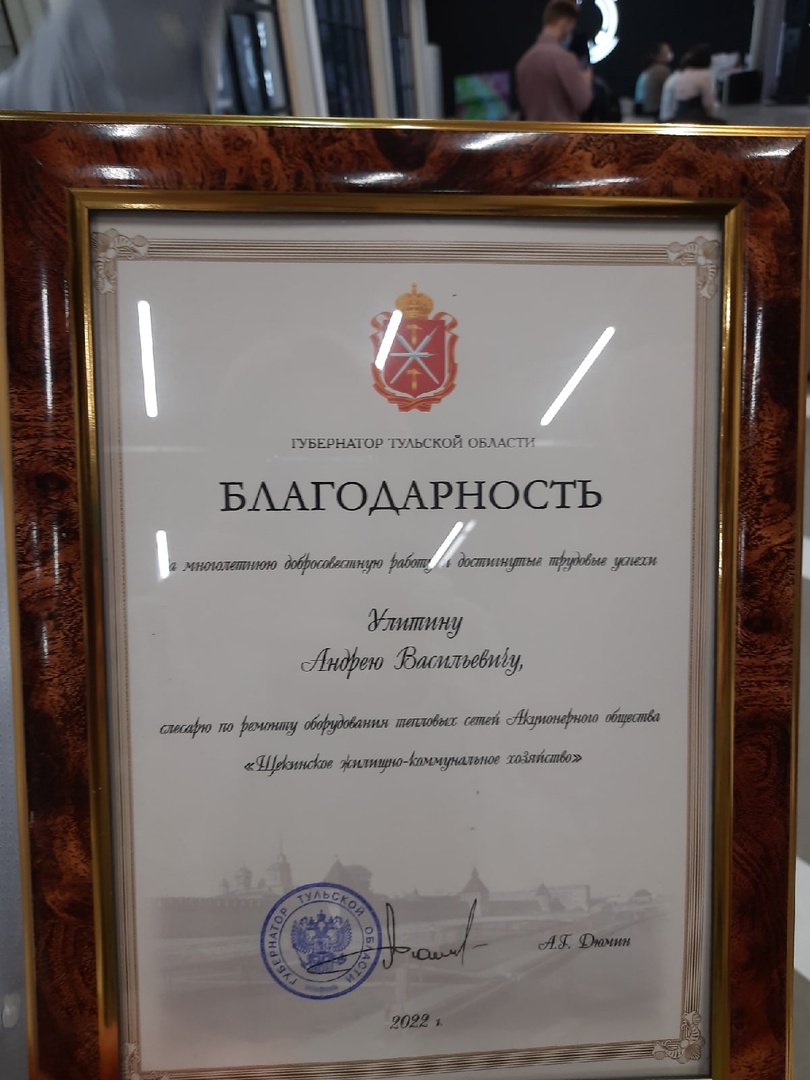 ГУБЕРНАТОР ТУЛЬСКОЙ ОБЛАСТИ
БЛАГОДАРНОСТЬ
за многолетнюю добросовестную работу и достигнутые трудовые успехи
Улитину
Андрею Васильевичу,
слесарю по ремонту оборудования тепловых сетей Акционерного общества
«Щекинское жилищно-коммунальное хозяйство»
ГУБЕРНАТОР ТУЛЬСКОЙ ОБЛАСТИ
А.Г. Дюмин
2022 г.